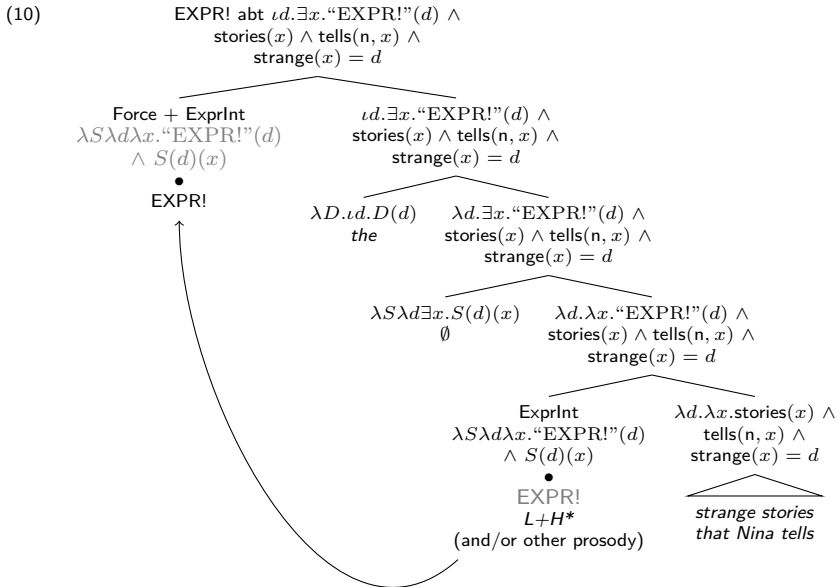 (10)
EXPR! abt ιd.∃x.“EXPR!”(d) ∧
stories(x) ∧ tells(n, x) ∧
strange(x) = d
Force + ExprInt
λSλdλx.“EXPR!”(d)
∧ S(d)(x)
•
EXPR!
ιd.∃x.“EXPR!”(d) ∧
stories(x) ∧ tells(n, x) ∧
strange(x) = d
λD.ιd.D(d)
the
λd.∃x.“EXPR!”(d) ∧
stories(x) ∧ tells(n, x) ∧
strange(x) = d
λSλd∃x.S(d)(x)
∅
λd.λx.“EXPR!”(d) ∧
stories(x) ∧ tells(n, x) ∧
strange(x) = d
ExprInt
λSλdλx.“EXPR!”(d)
∧ S(d)(x)
•
EXPR!
L+H*
(and/or other prosody)
λd.λx.stories(x) ∧
tells(n, x) ∧
strange(x) = d
strange stories
that Nina tells